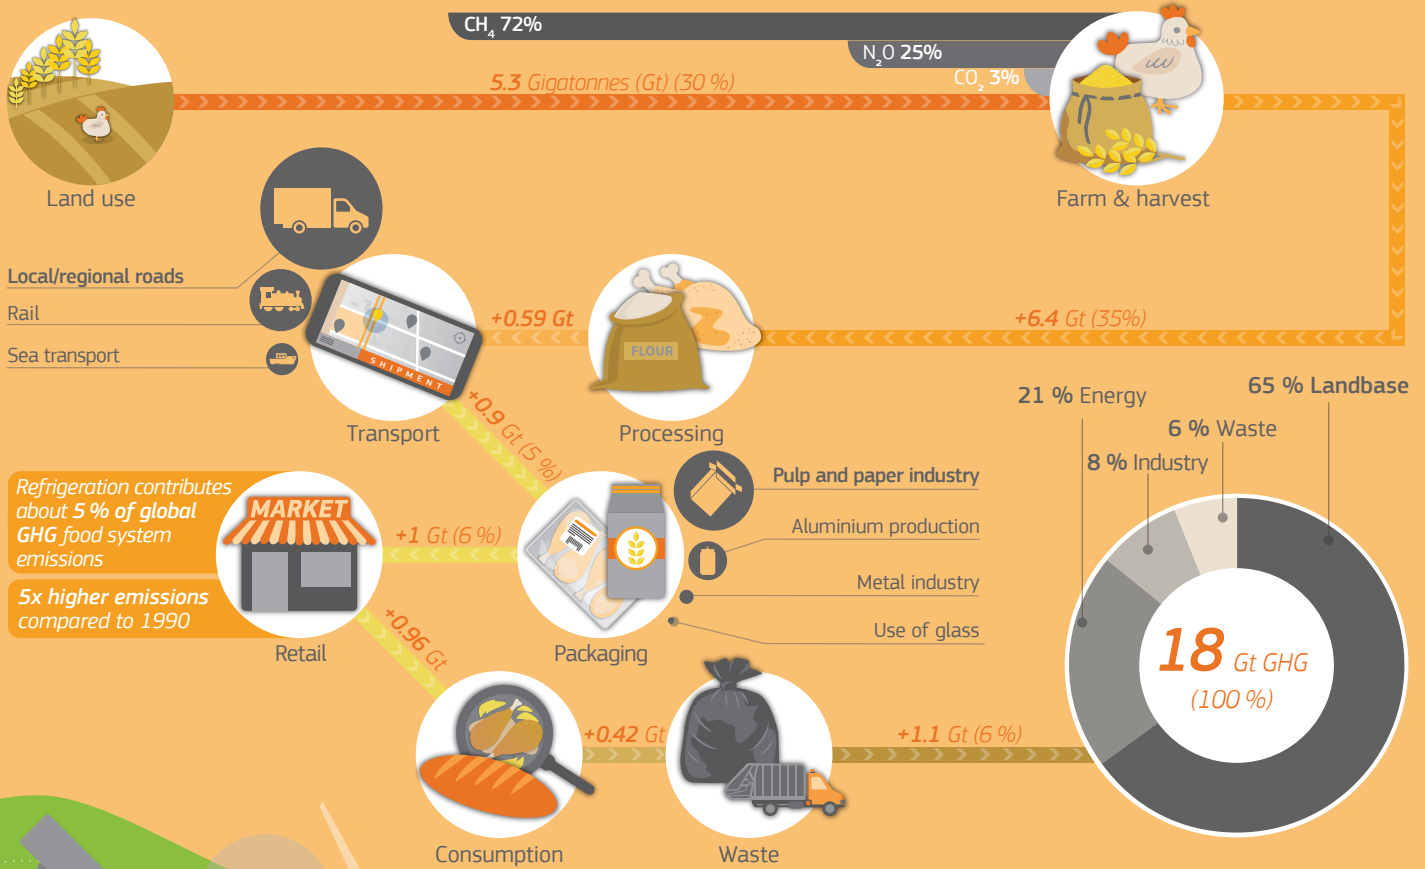 CH₄ 72%
N₂O 25%
CO₂ 3%
5.3 Gigatonnes (Gt) (30 %)
Land use
Farm & harvest
Local/regional roads
Rail
Sea transport
SHIPMENT
Transport
+0.59 Gt
FLOUR
Processing
+6.4 Gt (35%)
+0.9 Gt (5 %)
Refrigeration contributes
about 5 % of global
GHG food system
emissions
5x higher emissions
compared to 1990
MARKET
Retail
+1 Gt (6 %)
Packaging
Pulp and paper industry
Aluminium production
Metal industry
Use of glass
+0.96 Gt
Consumption
+0.42 Gt
Waste
+1.1 Gt (6 %)
21 % Energy
8 % Industry
6 % Waste
65 % Landbase
18 Gt GHG
(100 %)